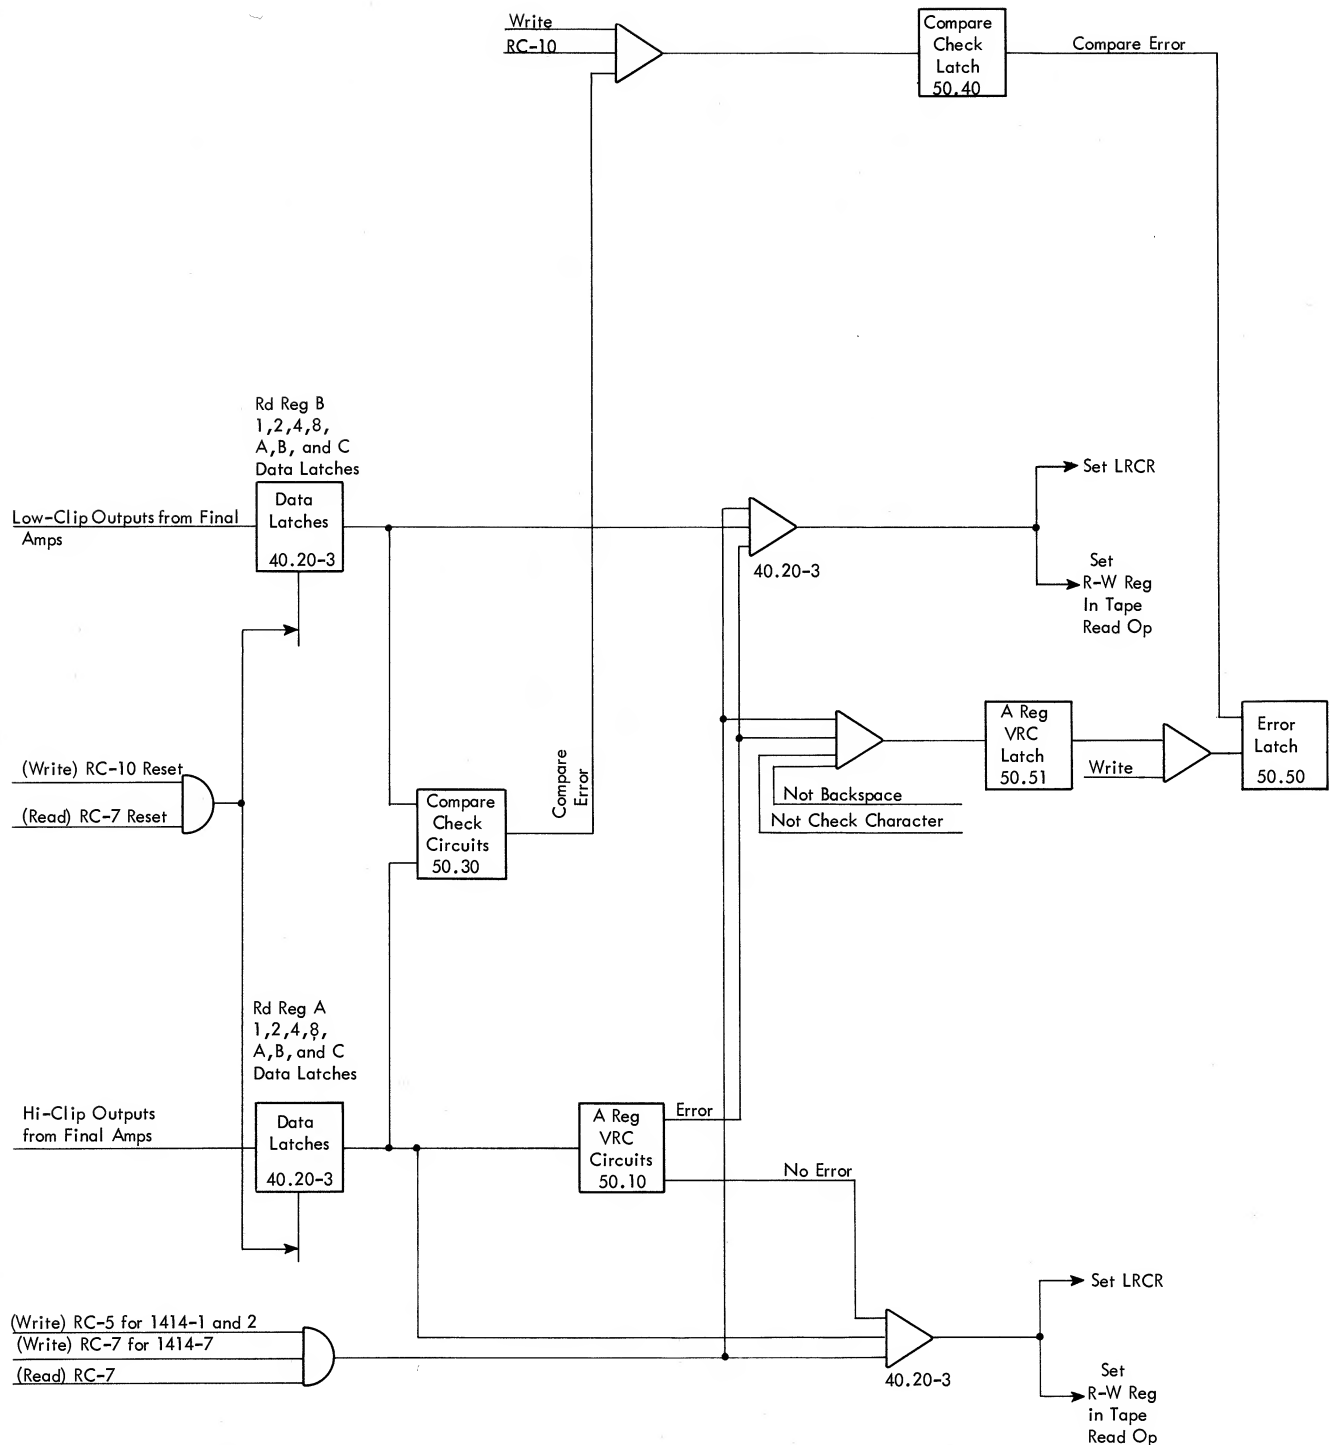 Write
RC-10
Compare
Check
Latch
50.40
Compare Error
Rd Reg B
1,2,4,8,
A,B, and C
Data Latches
Low-Clip Outputs from Final
Amps
Data
Latches
40.20-3
40.20-3
Set LRCR
Set
R-W Reg
In Tape
Read Op
(Write) RC-10 Reset
(Read) RC-7 Reset
Compare
Check
Circuits
50.30
Compare
Error
Not Backspace
Not Check Character
A Reg
VRC
Latch
50.51
Write
Error
Latch
50.50
Rd Reg A
1,2,4,8,
A,B, and C
Data Latches
Hi-Clip Outputs
from Final Amps
Data
Latches
40.20-3
A Reg
VRC
Circuits
50.10
Error
No Error
(Write) RC-5 for 1414-1 and 2
(Write) RC-7 for 1414-7
(Read) RC-7
40.20-3
Set LRCR
Set
R-W Reg
in Tape
Read Op